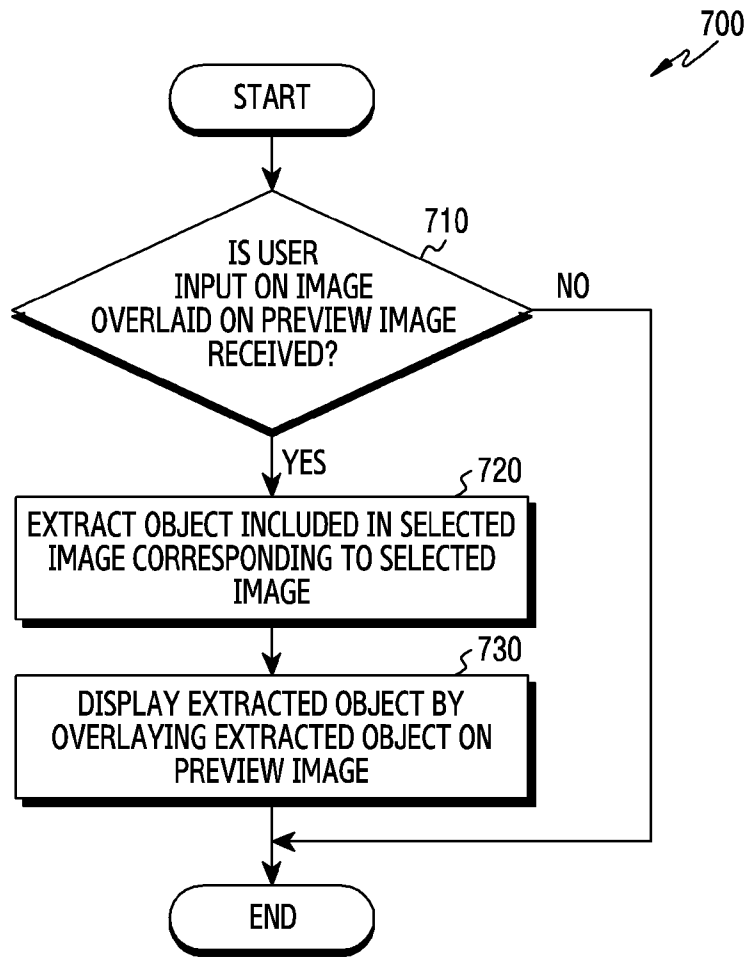 700
START
710
IS USER
INPUT ON IMAGE
OVERLAID ON PREVIEW IMAGE
RECEIVED?
NO
YES
720
EXTRACT OBJECT INCLUDED IN SELECTED
IMAGE CORRESPONDING TO SELECTED
IMAGE
730
DISPLAY EXTRACTED OBJECT BY
OVERLAYING EXTRACTED OBJECT ON
PREVIEW IMAGE
END